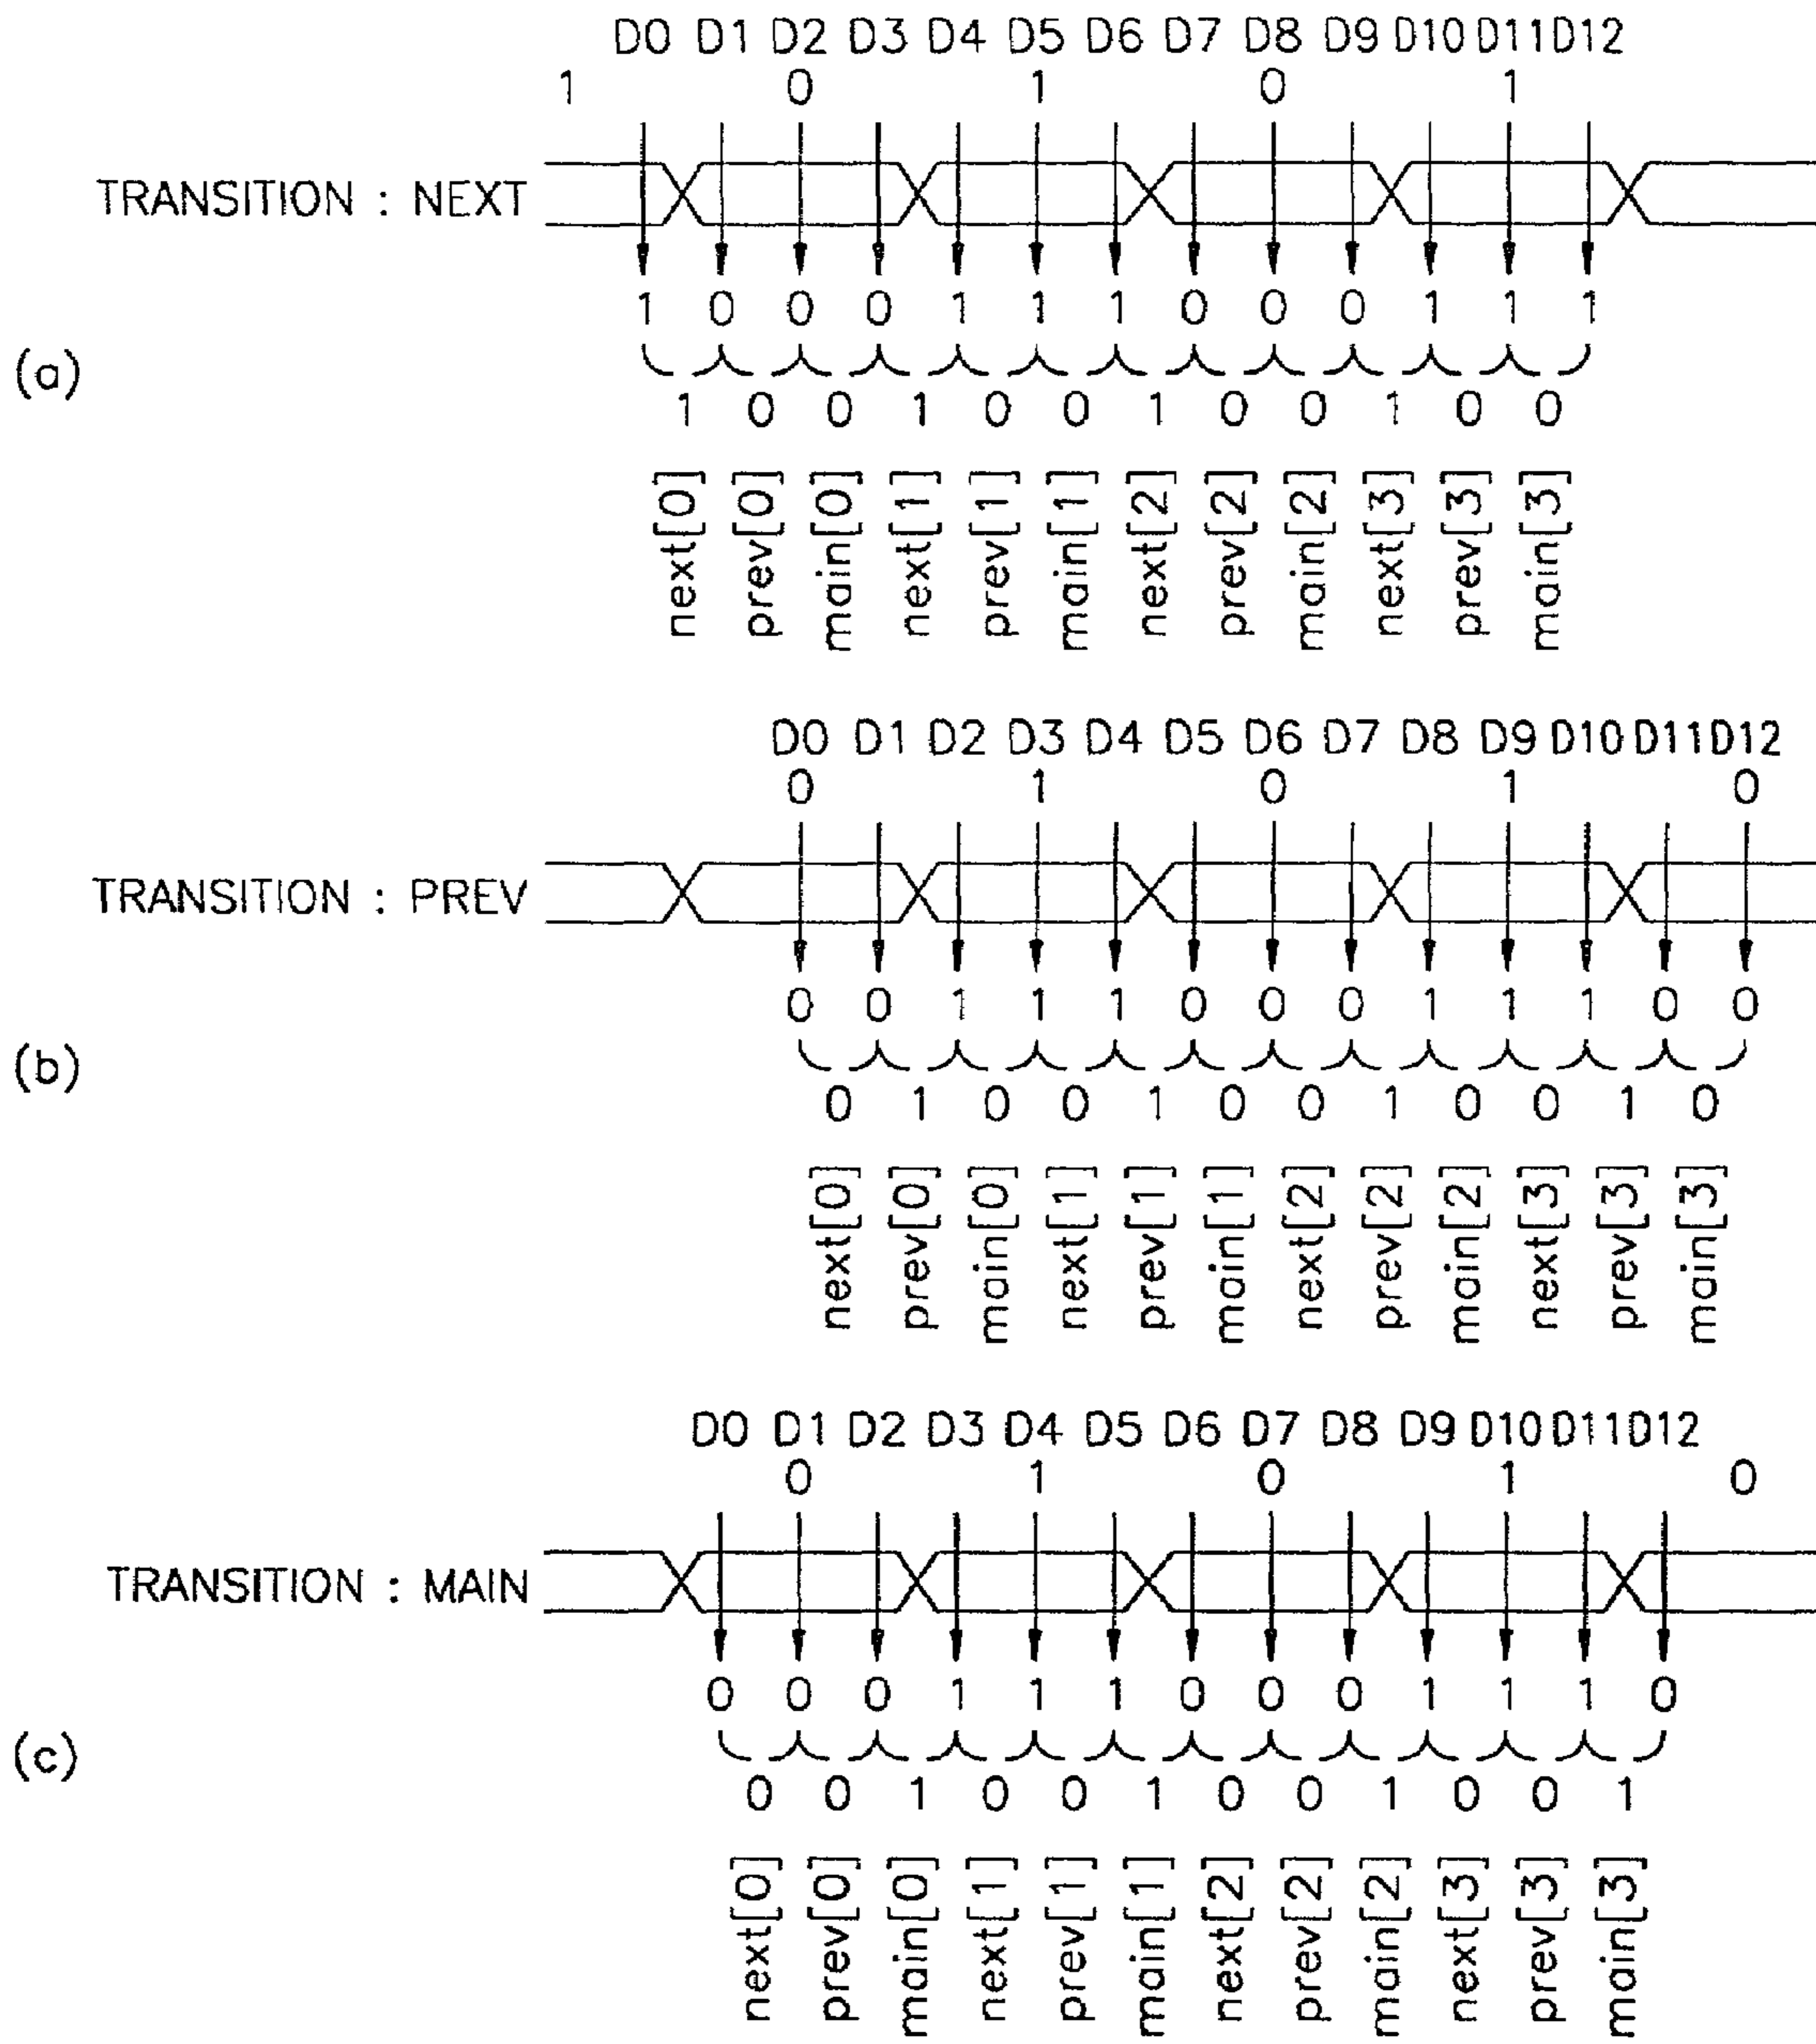 D0 D1 D2 D3 D4 D5 D6 D7 D8 D9 D10 D11 D12
1 0 1 0 1
TRANSITION : NEXT
1 0 0 0 1 1 1 0 0 0 1 1 1
(a)
1 0 0 1 0 0 1 0 0 1 0 0
next[0] prev[0] main[0] next[1] prev[1] main[1] next[2] prev[2] main[2] next[3] prev[3] main[3]
D0 D1 D2 D3 D4 D5 D6 D7 D8 D9 D10 D11 D12
0 1 0 1 0
TRANSITION : PREV
0 0 1 1 1 0 0 0 1 1 1 0 0
(b)
0 1 0 0 1 0 0 1 0 0 1 0
next[0] prev[0] main[0] next[1] prev[1] main[1] next[2] prev[2] main[2] next[3] prev[3] main[3]
D0 D1 D2 D3 D4 D5 D6 D7 D8 D9 D10 D11 D12
0 1 0 1 0
TRANSITION : MAIN
0 0 0 1 1 1 0 0 0 1 1 1 0
(c)
0 0 1 0 0 1 0 0 1 0 0 1
next[0] prev[0] main[0] next[1] prev[1] main[1] next[2] prev[2] main[2] next[3] prev[3] main[3]